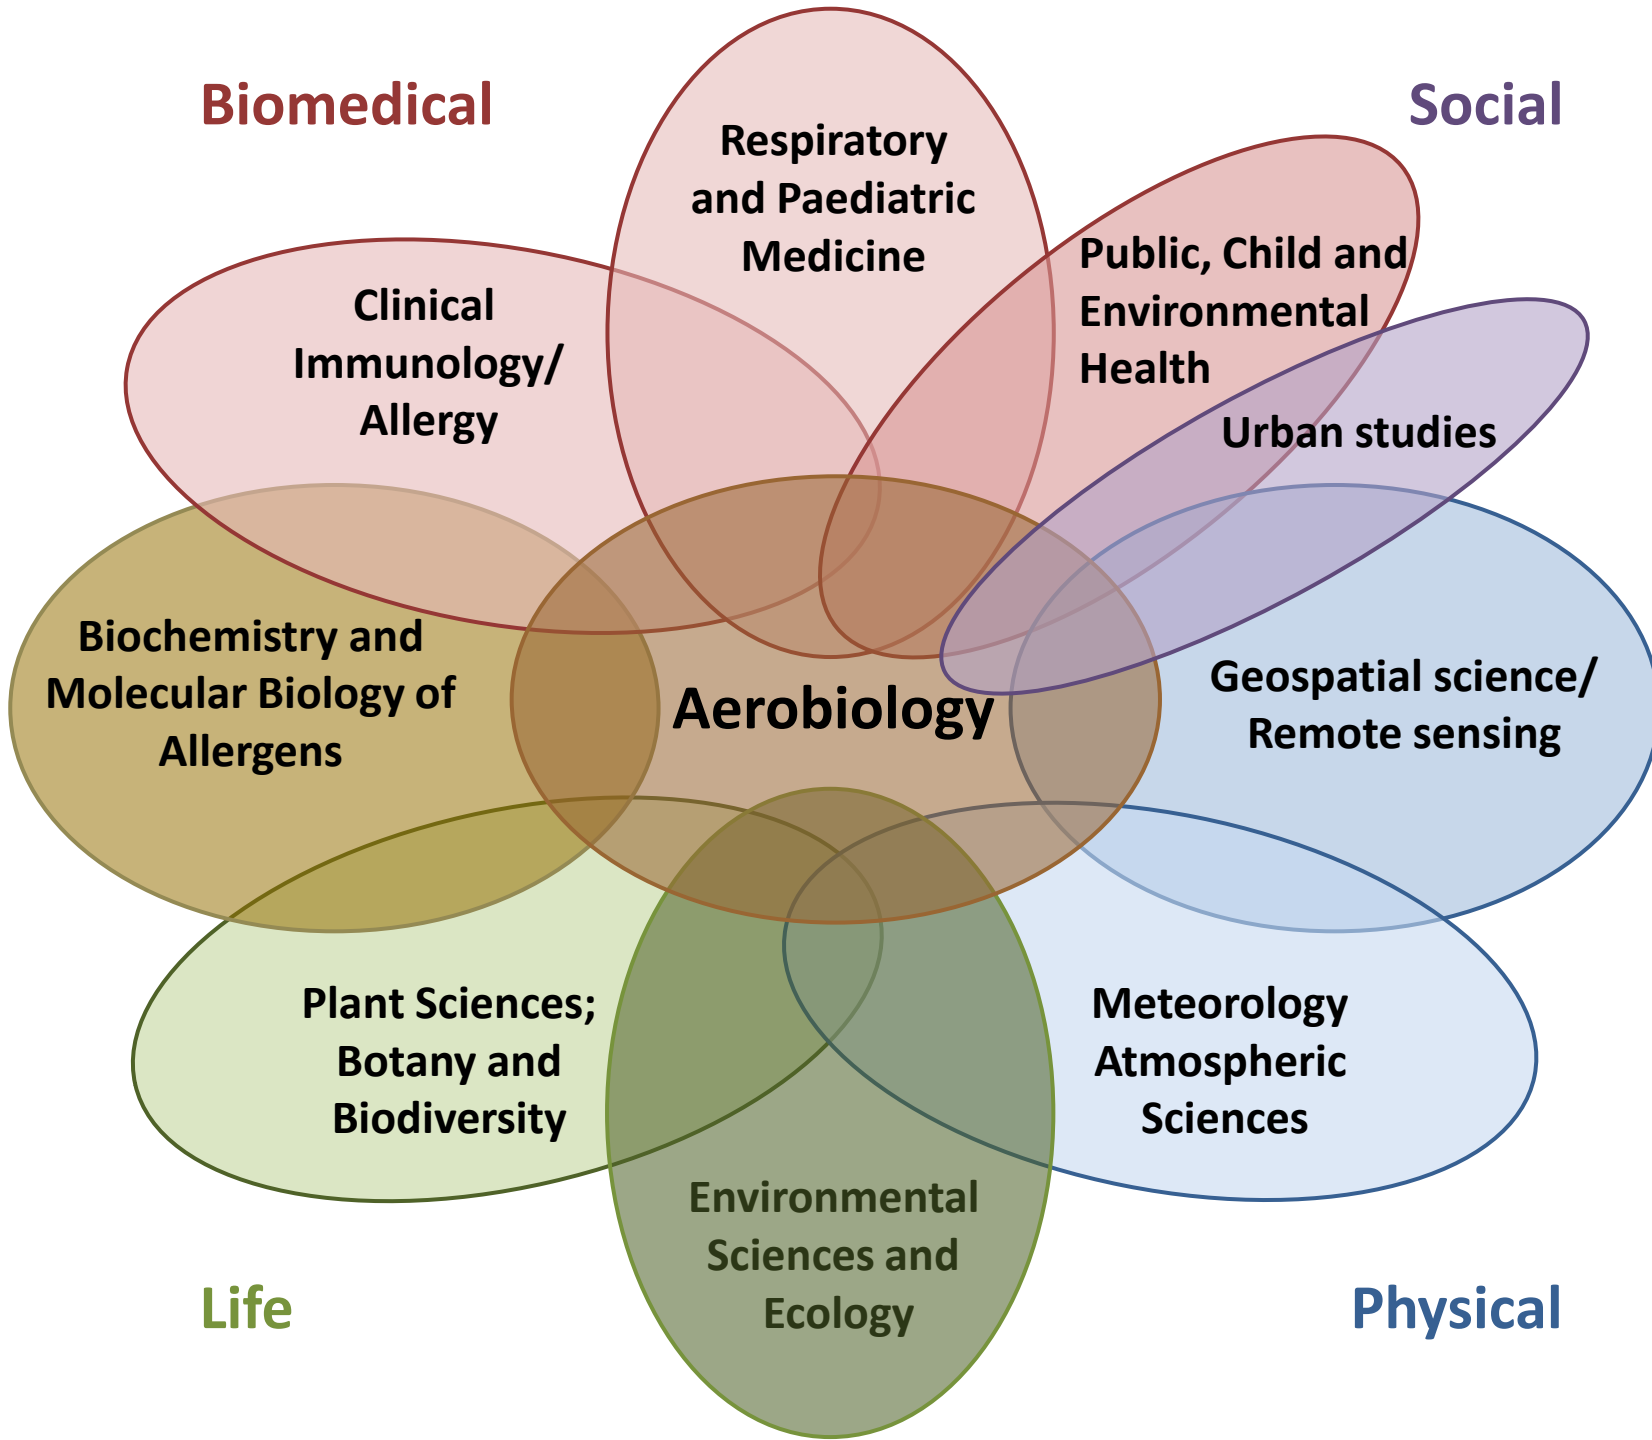 Biomedical
Social
Respiratory
and Paediatric
Medicine
Public, Child and
Environmental
Health
Clinical
Immunology/
Allergy
Urban studies
Biochemistry and
Molecular Biology of
Allergens
Aerobiology
Geospatial science/
Remote sensing
Plant Sciences;
Botany and
Biodiversity
Meteorology
Atmospheric
Sciences
Environmental
Sciences and
Ecology
Life
Physical